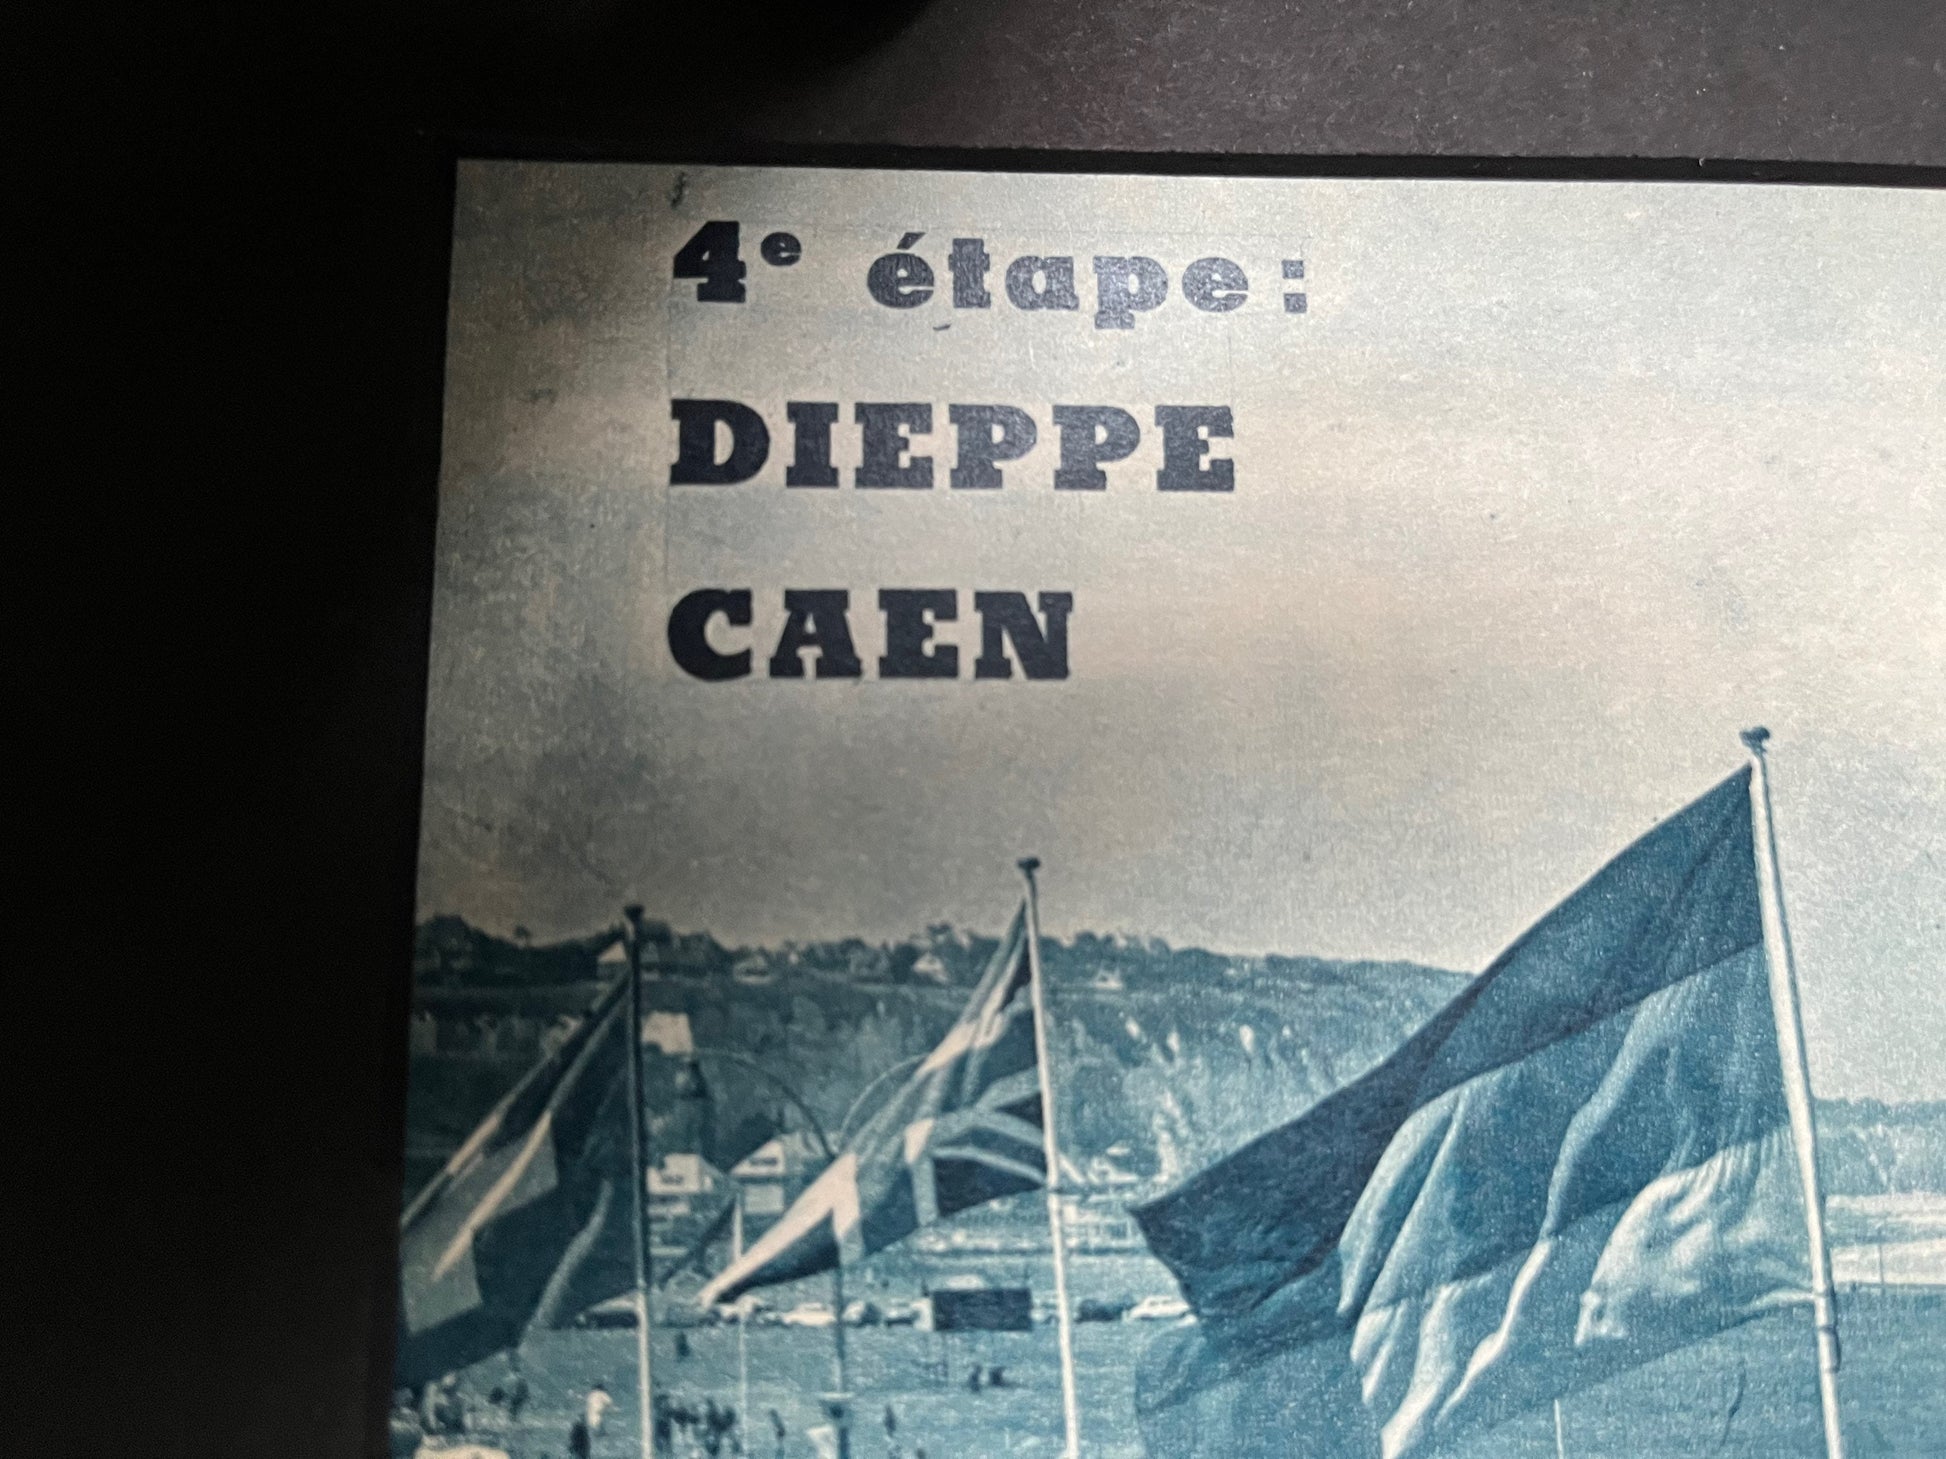 4e étape :
DIEPPE
CAEN